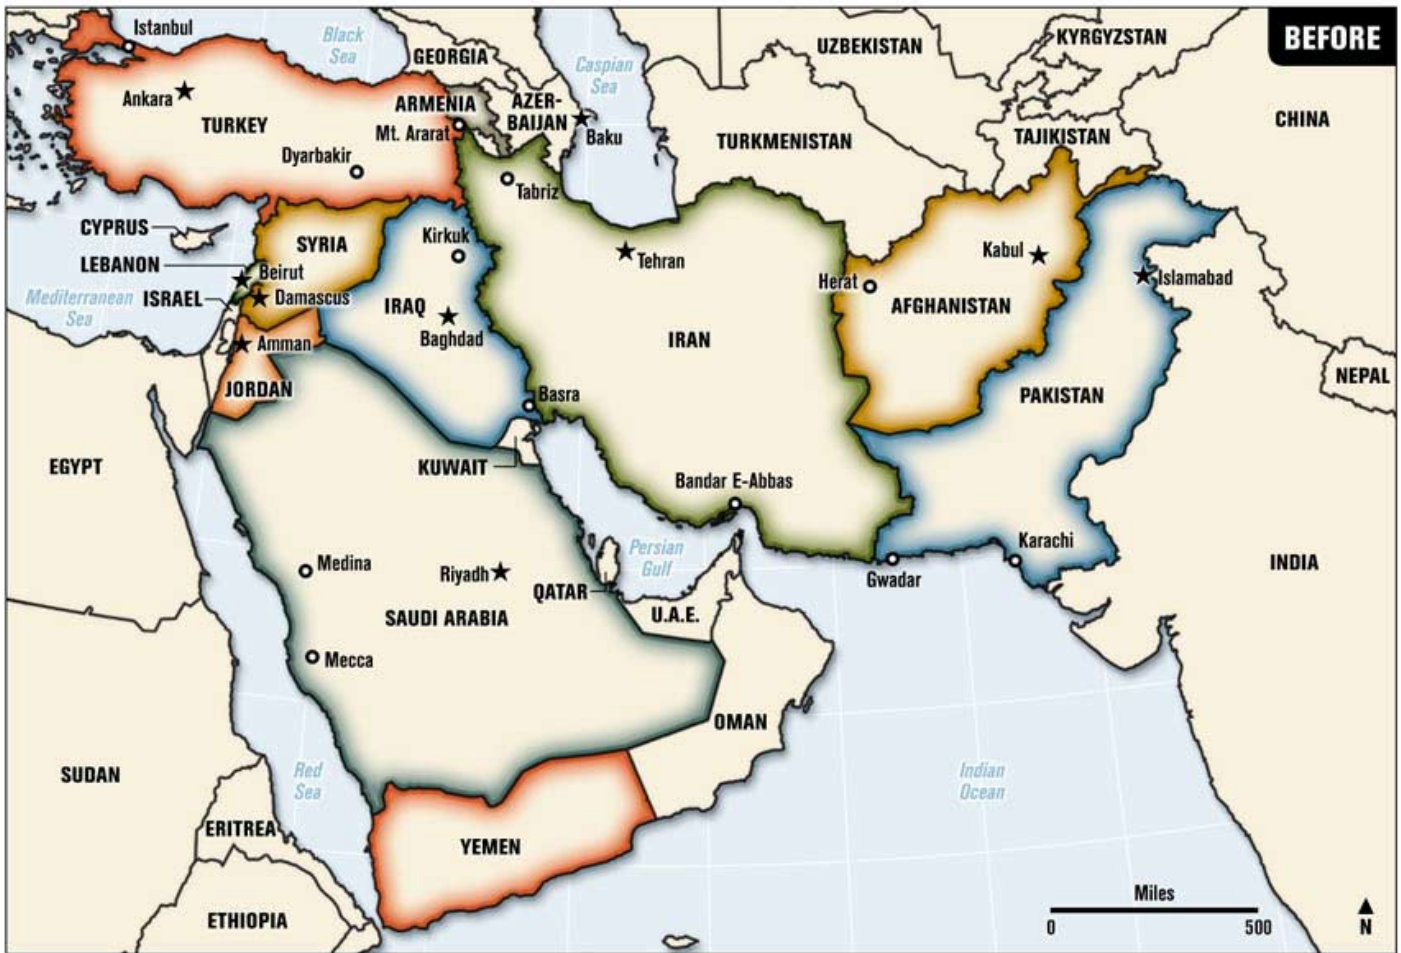 BEFORE
Istanbul
Black
Sea
GEORGIA
Caspian
Sea
UZBEKISTAN
KYRGYZSTAN
CHINA
Ankara
TURKEY
ARMENIA
Mt. Ararat
AZER-
BAIJAN
Baku
TURKMENISTAN
TAJIKISTAN
Dyarbakir
Tabriz
CYPRUS
SYRIA
Kirkuk
Tehran
Kabul
LEBANON
Beirut
Herat
Islamabad
Mediterranean
Sea
ISRAEL
Damascus
IRAQ
Baghdad
AFGHANISTAN
Amman
IRAN
JORDAN
Basra
PAKISTAN
NEPAL
EGYPT
KUWAIT
Bandar E-Abbas
Medina
Riyadh
Persian
Gulf
Karachi
Gwadar
INDIA
QATAR
SAUDI ARABIA
U.A.E.
Mecca
OMAN
SUDAN
Red
Sea
Indian
Ocean
ERITREA
YEMEN
ETHIOPIA
Miles
0
500
N